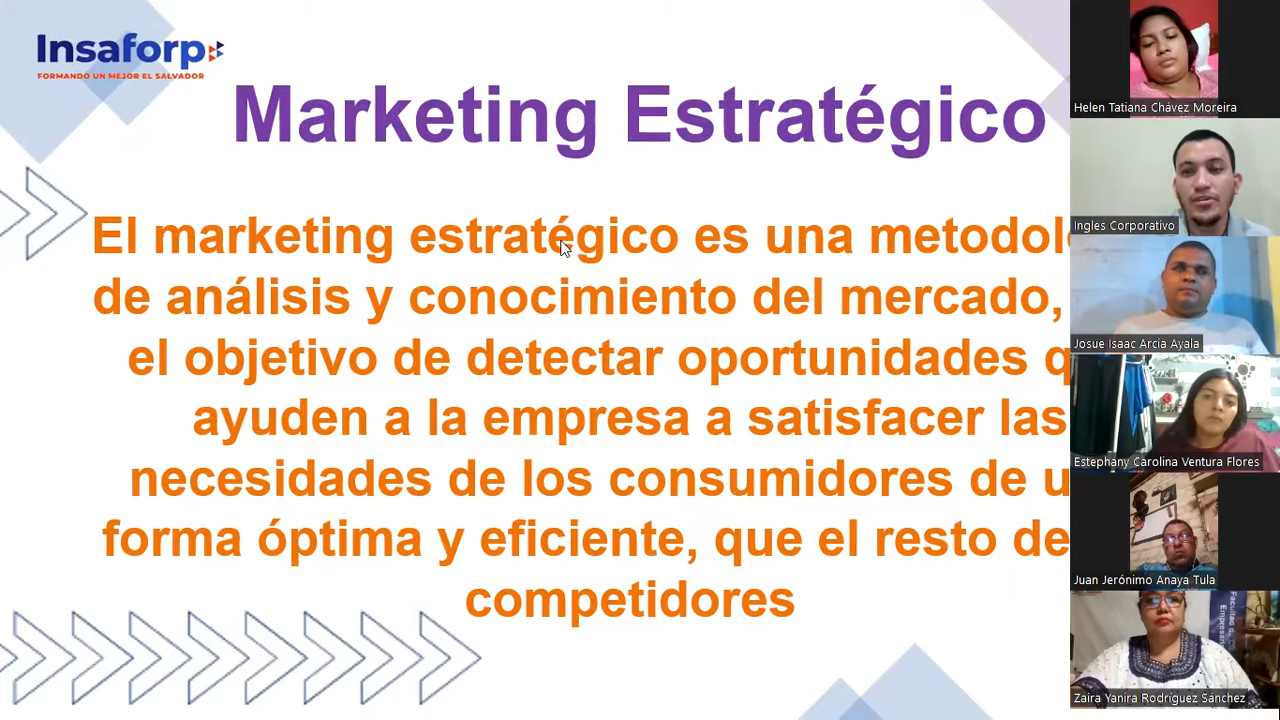 Insaforp
FORMANDO UN MEJOR EL SALVADOR
Marketing Estratégico
El marketing estratégico es una
de análisis y conocimiento del mercado,
el objetivo de detectar oportunidades
ayuden a la empresa a satisfacer las
necesidades de los consumidores de
forma óptima y eficiente, que el resto de
competidores
Helen Tatiana Chávez Moreira
Ingles Corporativo
Josue Isaac Arcia Ayala
Estephany Carolina Ventura Flores
Juan Jerónimo Anaya Tula
Zaira Yanira Rodríguez Sánchez